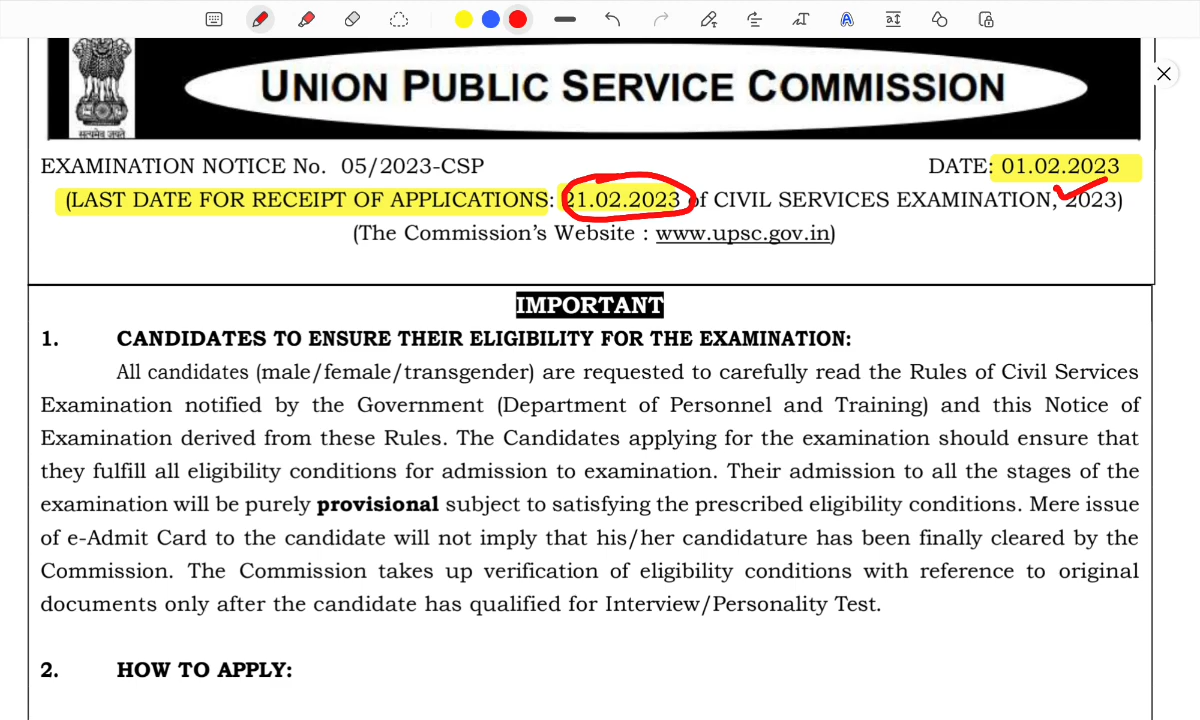 सत्यमेव जयते
UNION PUBLIC SERVICE COMMISSION
EXAMINATION NOTICE No. 05/2023-CSP DATE: 01.02.2023
(LAST DATE FOR RECEIPT OF APPLICATIONS: 21.02.2023 of CIVIL SERVICES EXAMINATION, 2023)
(The Commission’s Website : www.upsc.gov.in)
IMPORTANT
1. CANDIDATES TO ENSURE THEIR ELIGIBILITY FOR THE EXAMINATION:
All candidates (male/female/transgender) are requested to carefully read the Rules of Civil Services
Examination notified by the Government (Department of Personnel and Training) and this Notice of
Examination derived from these Rules. The Candidates applying for the examination should ensure that
they fulfill all eligibility conditions for admission to examination. Their admission to all the stages of the
examination will be purely provisional subject to satisfying the prescribed eligibility conditions. Mere issue
of e-Admit Card to the candidate will not imply that his/her candidature has been finally cleared by the
Commission. The Commission takes up verification of eligibility conditions with reference to original
documents only after the candidate has qualified for Interview/Personality Test.
2. HOW TO APPLY: